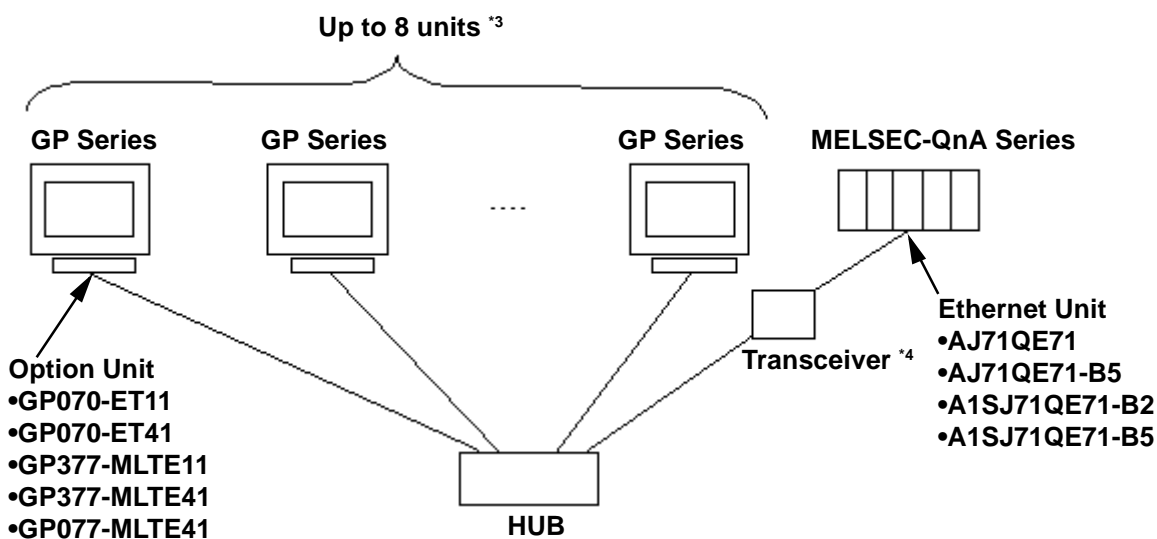 Up to 8 units *3
GP Series
GP Series
GP Series
MELSEC-QnA Series
....
Option Unit
•GP070-ET11
•GP070-ET41
•GP377-MLTE11
•GP377-MLTE41
•GP077-MLTE41
HUB
Transceiver *4
Ethernet Unit
•AJ71QE71
•AJ71QE71-B5
•A1SJ71QE71-B2
•A1SJ71QE71-B5